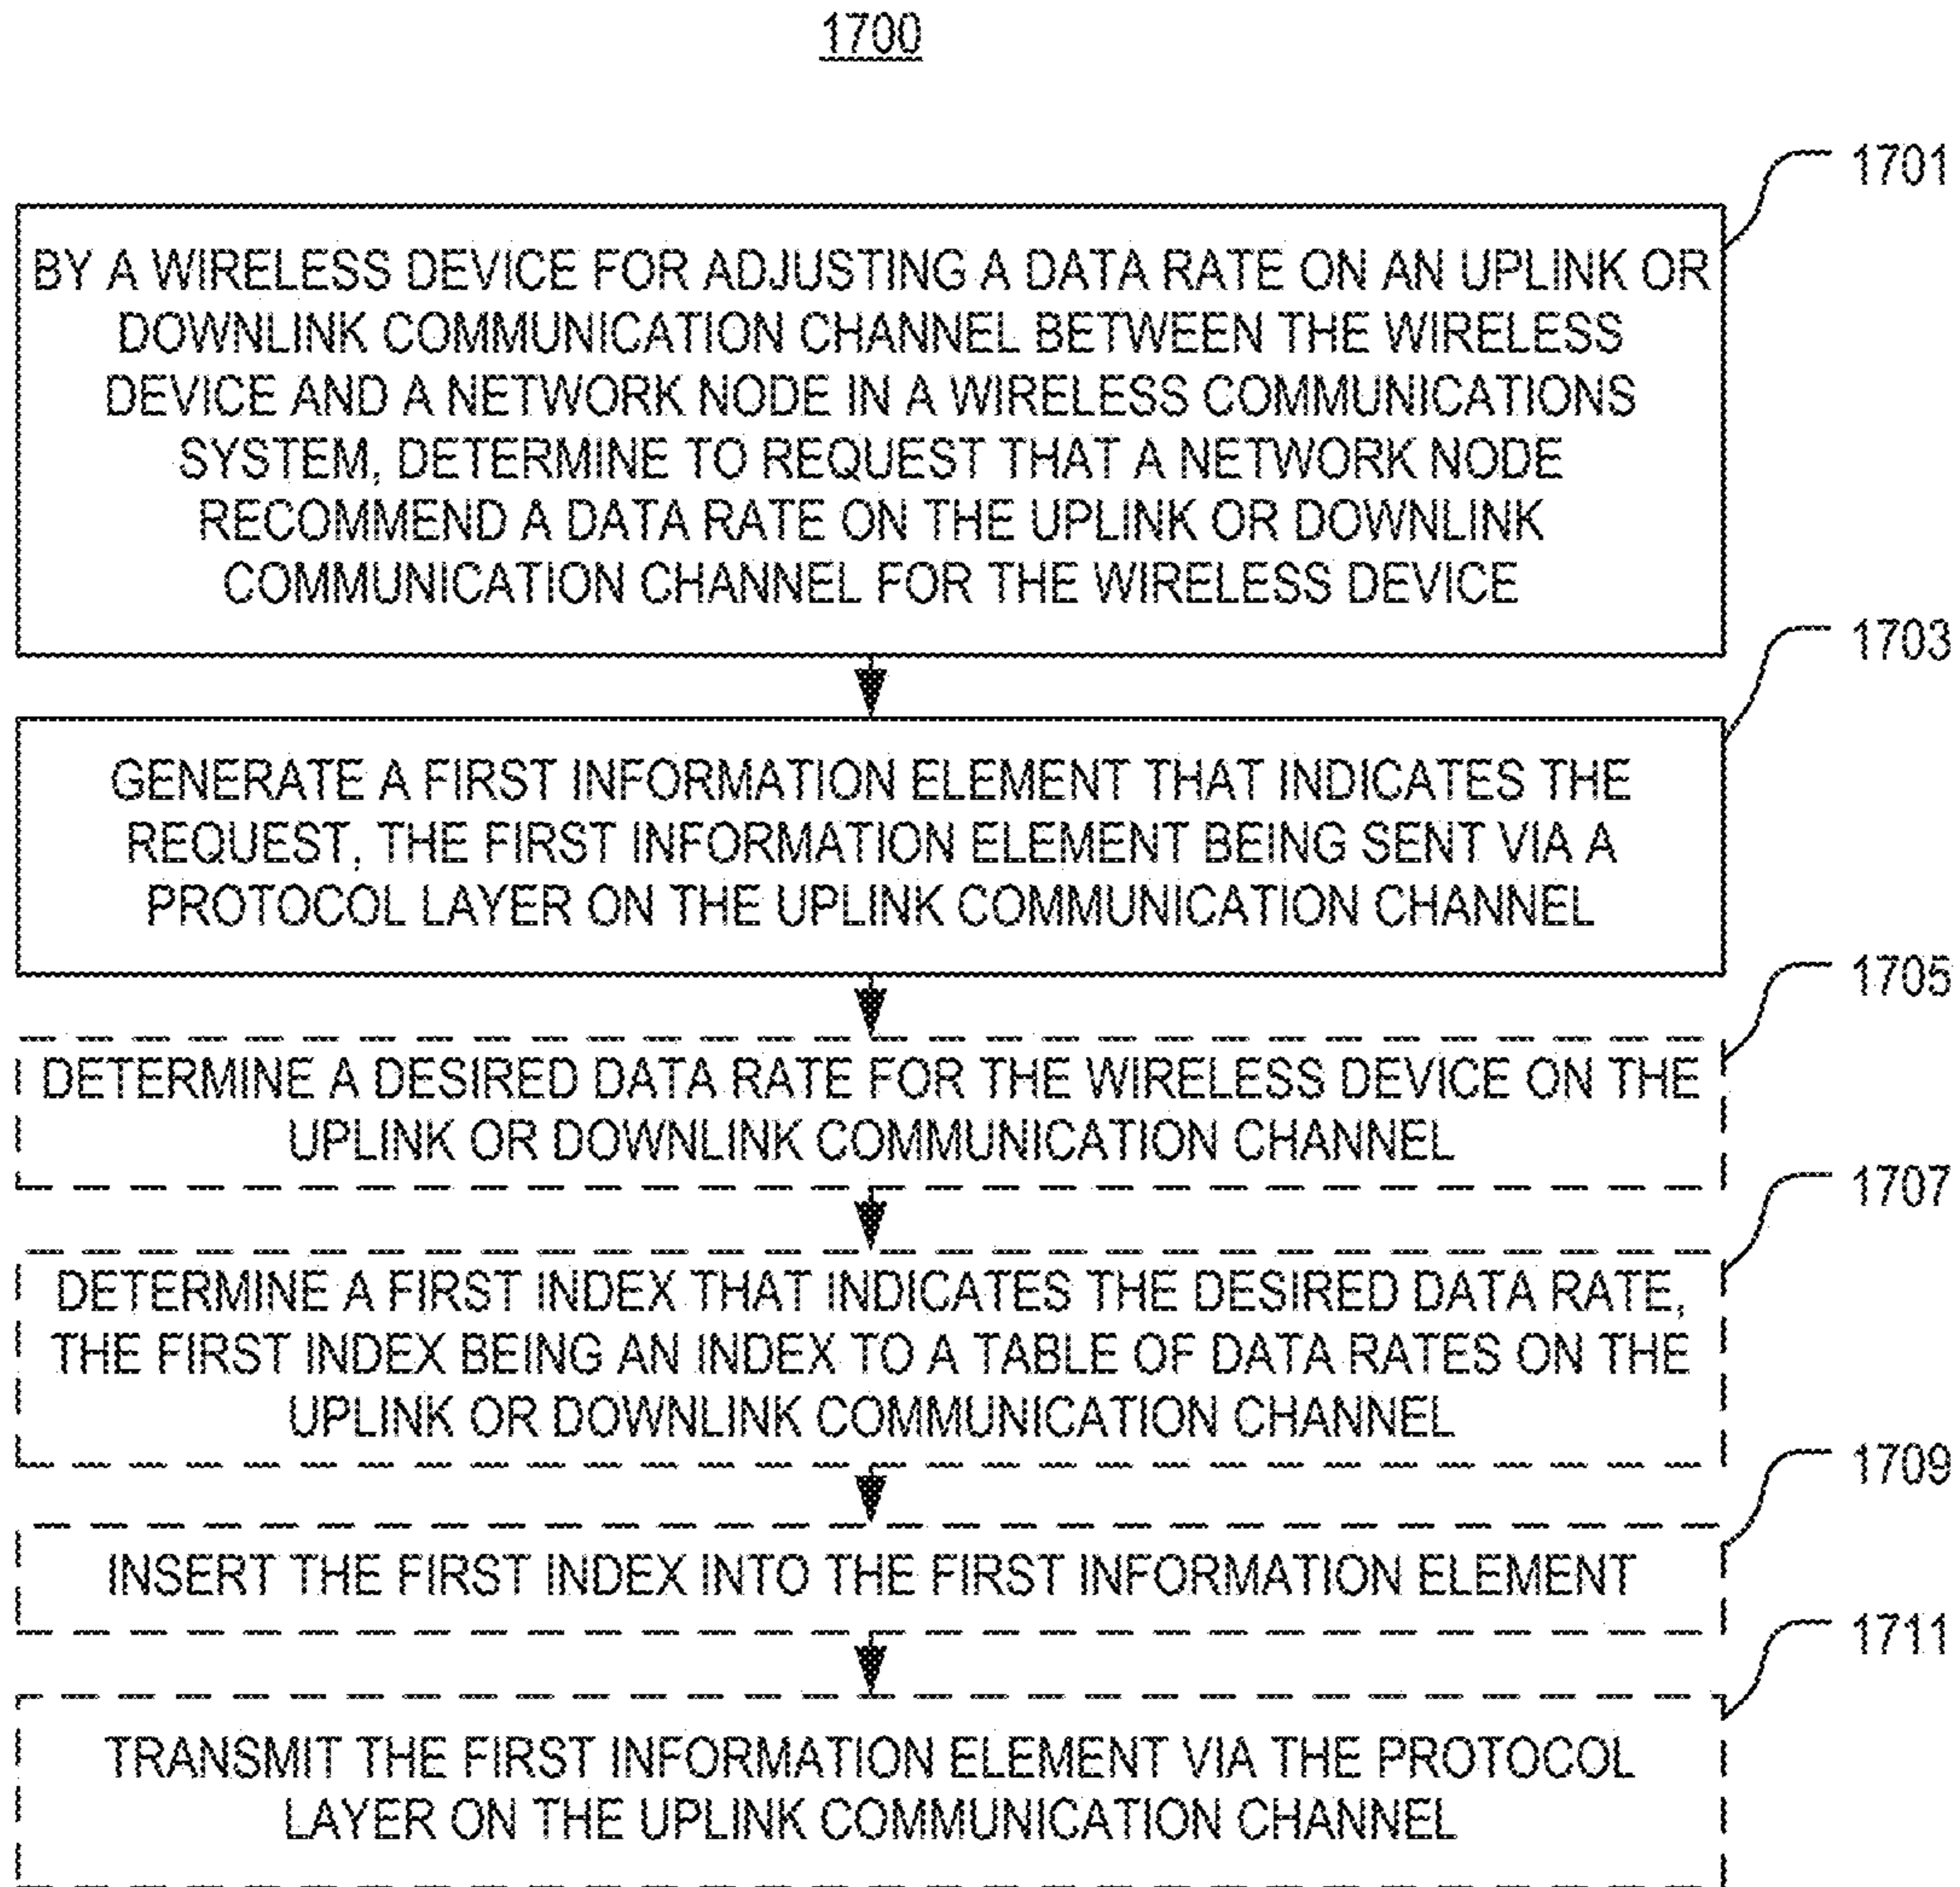 1700
1701
BY A WIRELESS DEVICE FOR ADJUSTING A DATA RATE ON AN UPLINK OR
DOWNLINK COMMUNICATION CHANNEL BETWEEN THE WIRELESS
DEVICE AND A NETWORK NODE IN A WIRELESS COMMUNICATIONS
SYSTEM, DETERMINE TO REQUEST THAT A NETWORK NODE
RECOMMEND A DATA RATE ON THE UPLINK OR DOWNLINK
COMMUNICATION CHANNEL FOR THE WIRELESS DEVICE
1703
GENERATE A FIRST INFORMATION ELEMENT THAT INDICATES THE
REQUEST, THE FIRST INFORMATION ELEMENT BEING SENT VIA A
PROTOCOL LAYER ON THE UPLINK COMMUNICATION CHANNEL
1705
DETERMINE A DESIRED DATA RATE FOR THE WIRELESS DEVICE ON THE
UPLINK OR DOWNLINK COMMUNICATION CHANNEL
1707
DETERMINE A FIRST INDEX THAT INDICATES THE DESIRED DATA RATE,
THE FIRST INDEX BEING AN INDEX TO A TABLE OF DATA RATES ON THE
UPLINK OR DOWNLINK COMMUNICATION CHANNEL
1709
INSERT THE FIRST INDEX INTO THE FIRST INFORMATION ELEMENT
1711
TRANSMIT THE FIRST INFORMATION ELEMENT VIA THE PROTOCOL
LAYER ON THE UPLINK COMMUNICATION CHANNEL